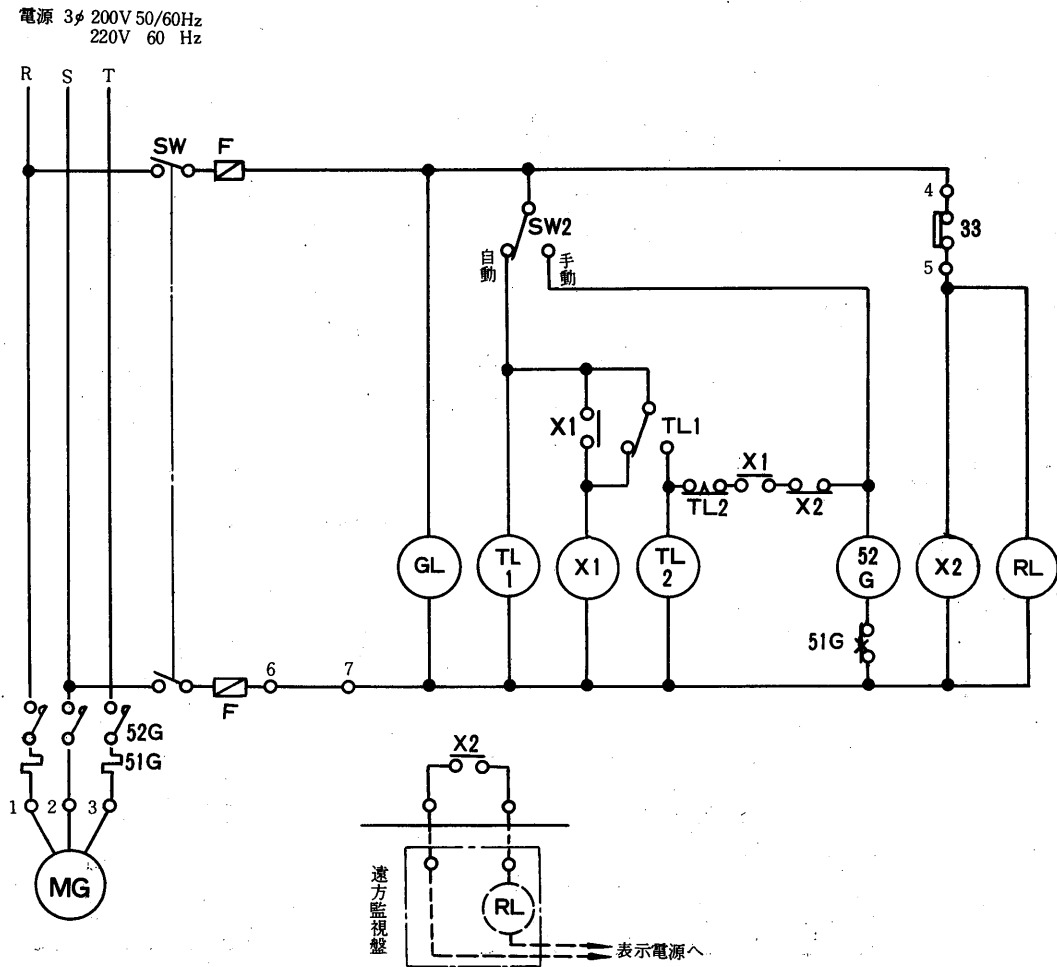 電源 3φ 200V 50/60Hz
220V 60 Hz
R S T
SW F
4
33
5
SW2
自動
手動
X1
TL1
X1
TL2
X2
GL
TL
1
X1
TL
2
52
G
X2
RL
51G
6
7
F
52G
51G
1 2 3
MG
X2
遠方監視盤
RL
表示電源へ